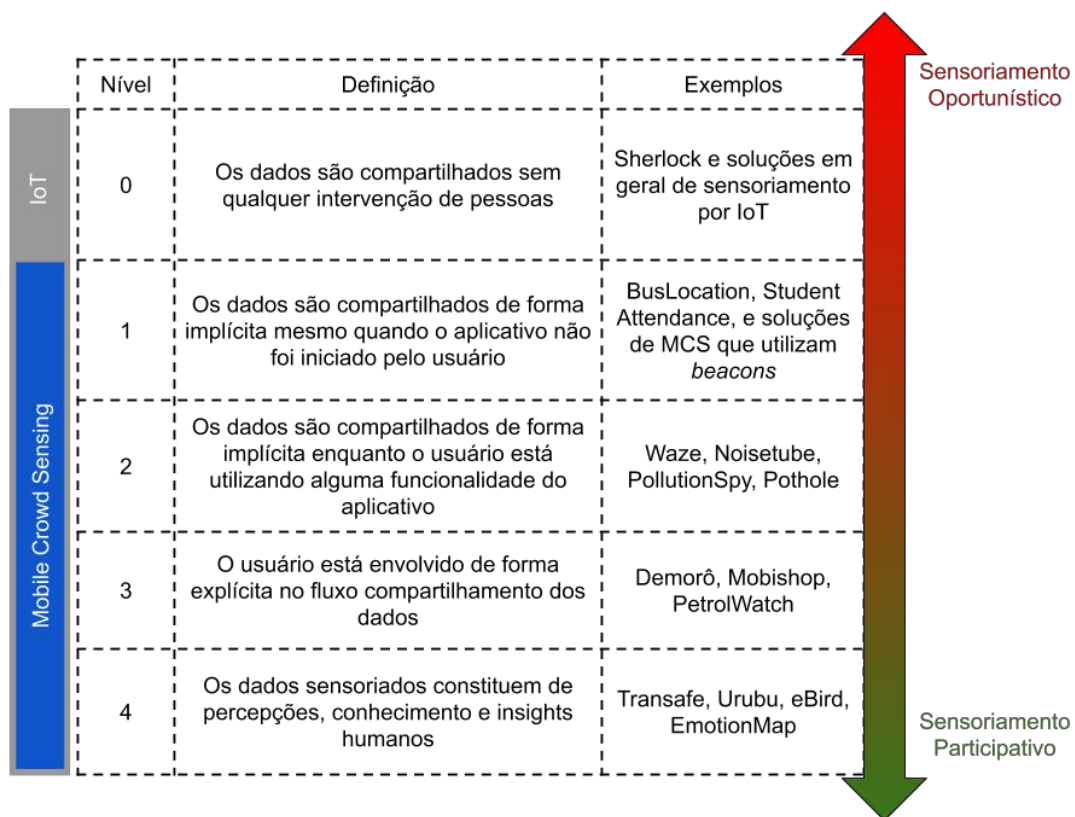 Nível
Definição
Exemplos
Sensoriamento
Oportunístico
IoT
0
Os dados são compartilhados sem
qualquer intervenção de pessoas
Sherlock e soluções em
geral de sensoriamento
por IoT
Mobile Crowd Sensing
1
Os dados são compartilhados de forma
implícita mesmo quando o aplicativo não
foi iniciado pelo usuário
BusLocation, Student
Attendance, e soluções
de MCS que utilizam
beacons
2
Os dados são compartilhados de forma
implícita enquanto o usuário está
utilizando alguma funcionalidade do
aplicativo
Waze, Noisetube,
PollutionSpy, Pothole
3
O usuário está envolvido de forma
explícita no fluxo compartilhamento dos
dados
Demorô, Mobishop,
PetrolWatch
4
Os dados sensoriados constituem de
percepções, conhecimento e insights
humanos
Transafe, Urubu, eBird,
EmotionMap
Sensoriamento
Participativo